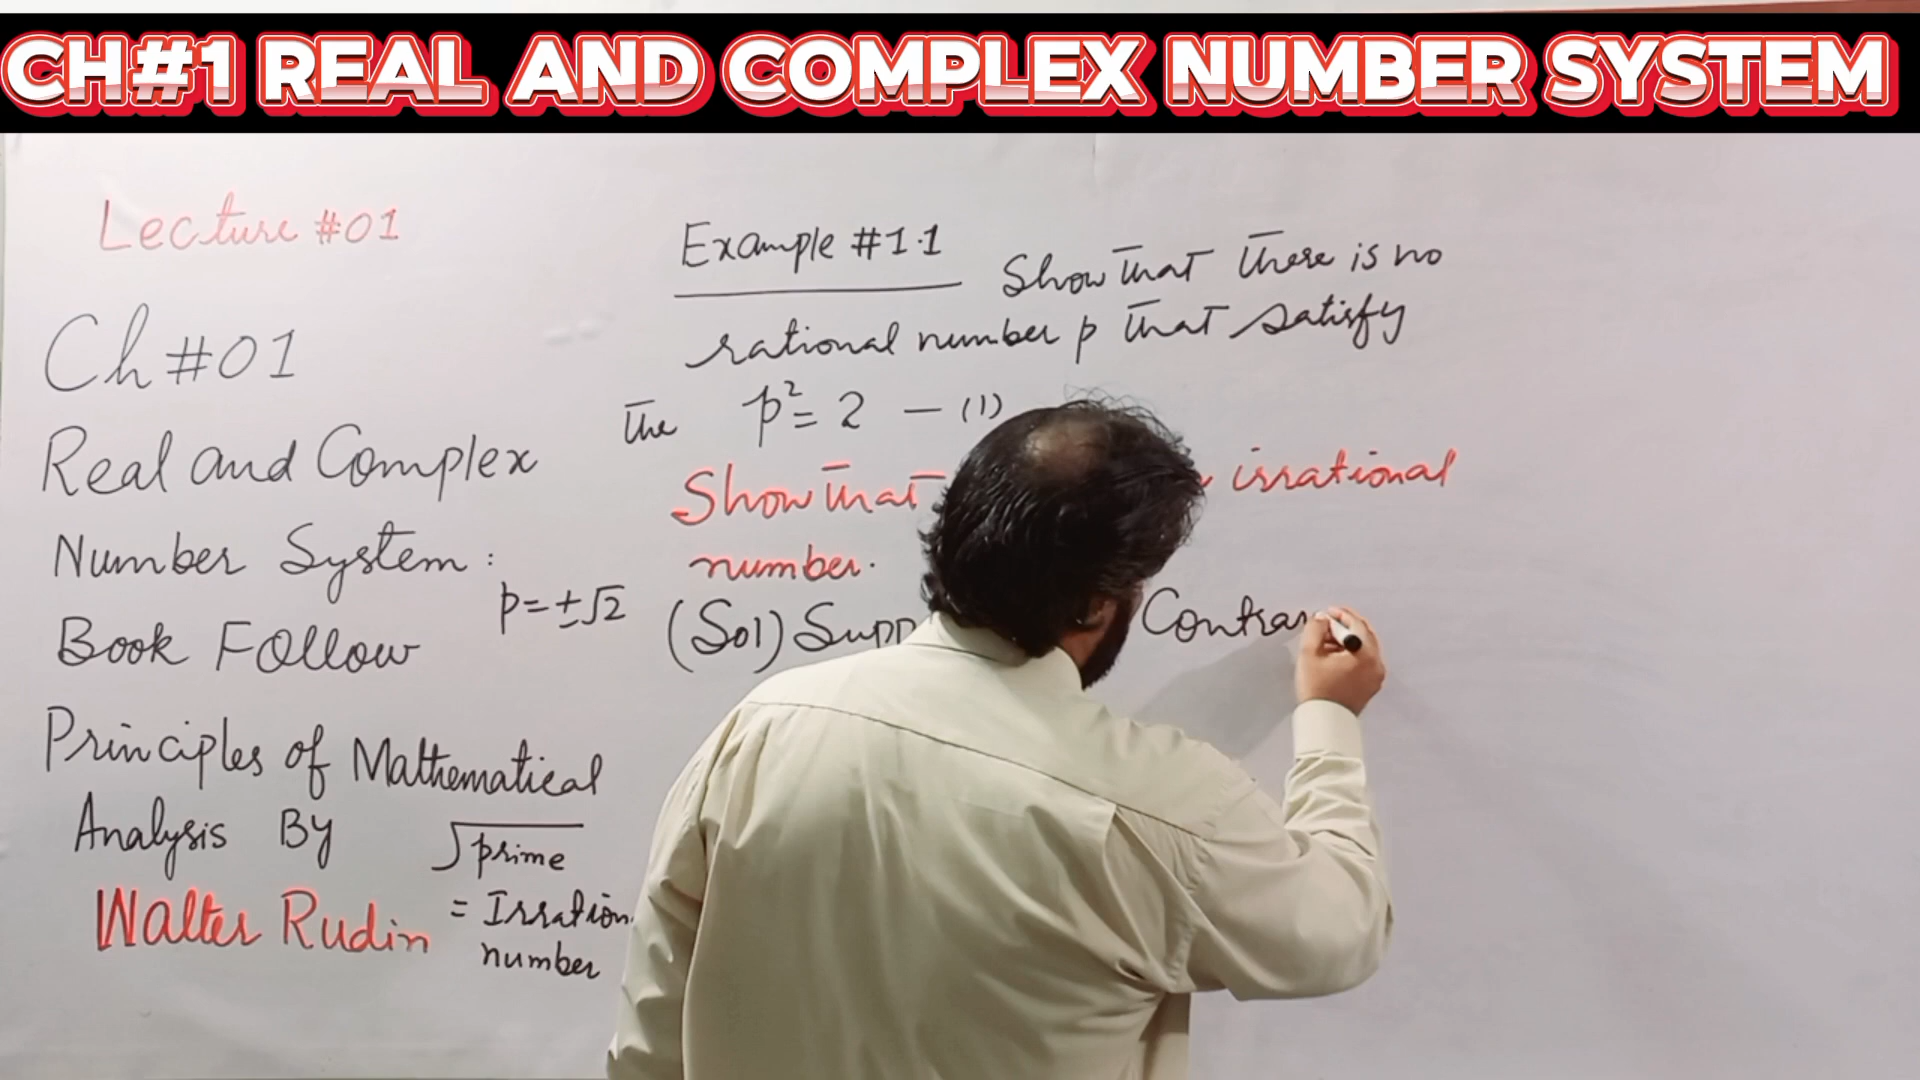 CH#1 REAL AND COMPLEX NUMBER SYSTEM
Lecture #01
Ch #01
Real and Complex
Number System :
Book Follow
Principles of Mathematical
Analysis By
Walter Rudin
p=±√2
√prime
= Irration
number
Example #1.1
Show that there is no
rational number p that satisfy
the p²= 2 — (1)
Show that irrational
number.
(Sol) Supp Contra